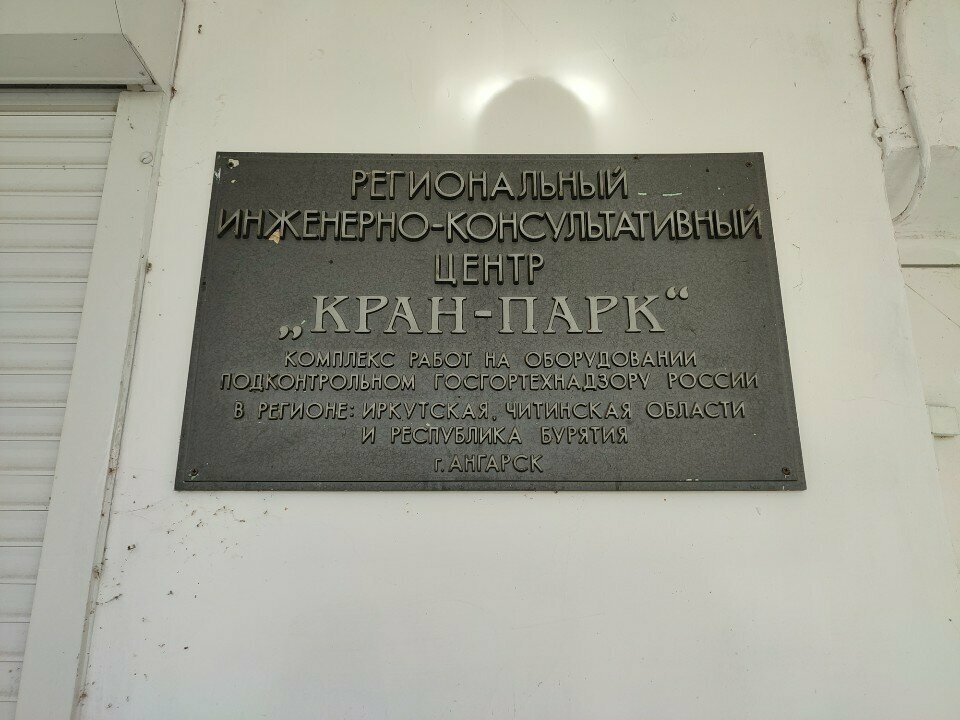 РЕГИОНАЛЬНЫЙ
ИНЖЕНЕРНО-КОНСУЛЬТАТИВНЫЙ
ЦЕНТР
„КРАН-ПАРК“
КОМПЛЕКС РАБОТ НА ОБОРУДОВАНИИ
ПОДКОНТРОЛЬНОМ ГОСГОРТЕХНАДЗОРУ РОССИИ
В РЕГИОНЕ: ИРКУТСКАЯ, ЧИТИНСКАЯ ОБЛАСТИ
И РЕСПУБЛИКА БУРЯТИЯ
г. АНГАРСК